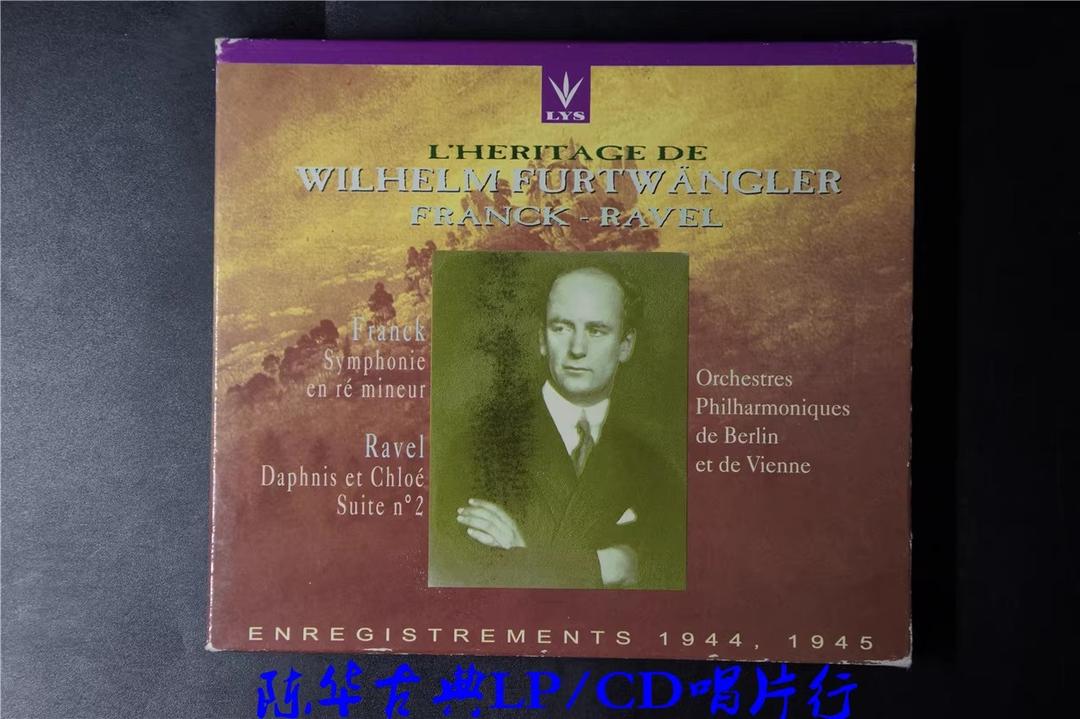 LYS
L'HERITAGE DE
WILHELM FURTWÄNGLER
FRANCK - RAVEL
Franck
Symphonie
en ré mineur
Ravel
Daphnis et Chloé
Suite n°2
Orchestres
Philharmoniques
de Berlin
et de Vienne
ENREGISTREMENTS 1944, 1945
陈华古典LP/CD唱片行